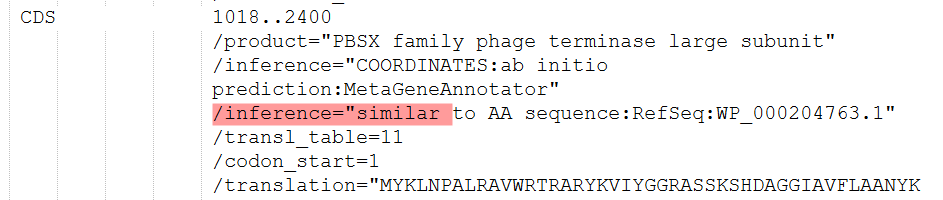 CDS 1018..2400
/product="PBSX family phage terminase large subunit"
/inference="COORDINATES:ab initio
prediction:MetaGeneAnnotator"
/inference="similar to AA sequence:RefSeq:WP_000204763.1"
/transl_table=11
/codon_start=1
/translation="MYKLNPALRAVWRTRARYKVIYGGRASSKSHDAGGIAVFLAANYK